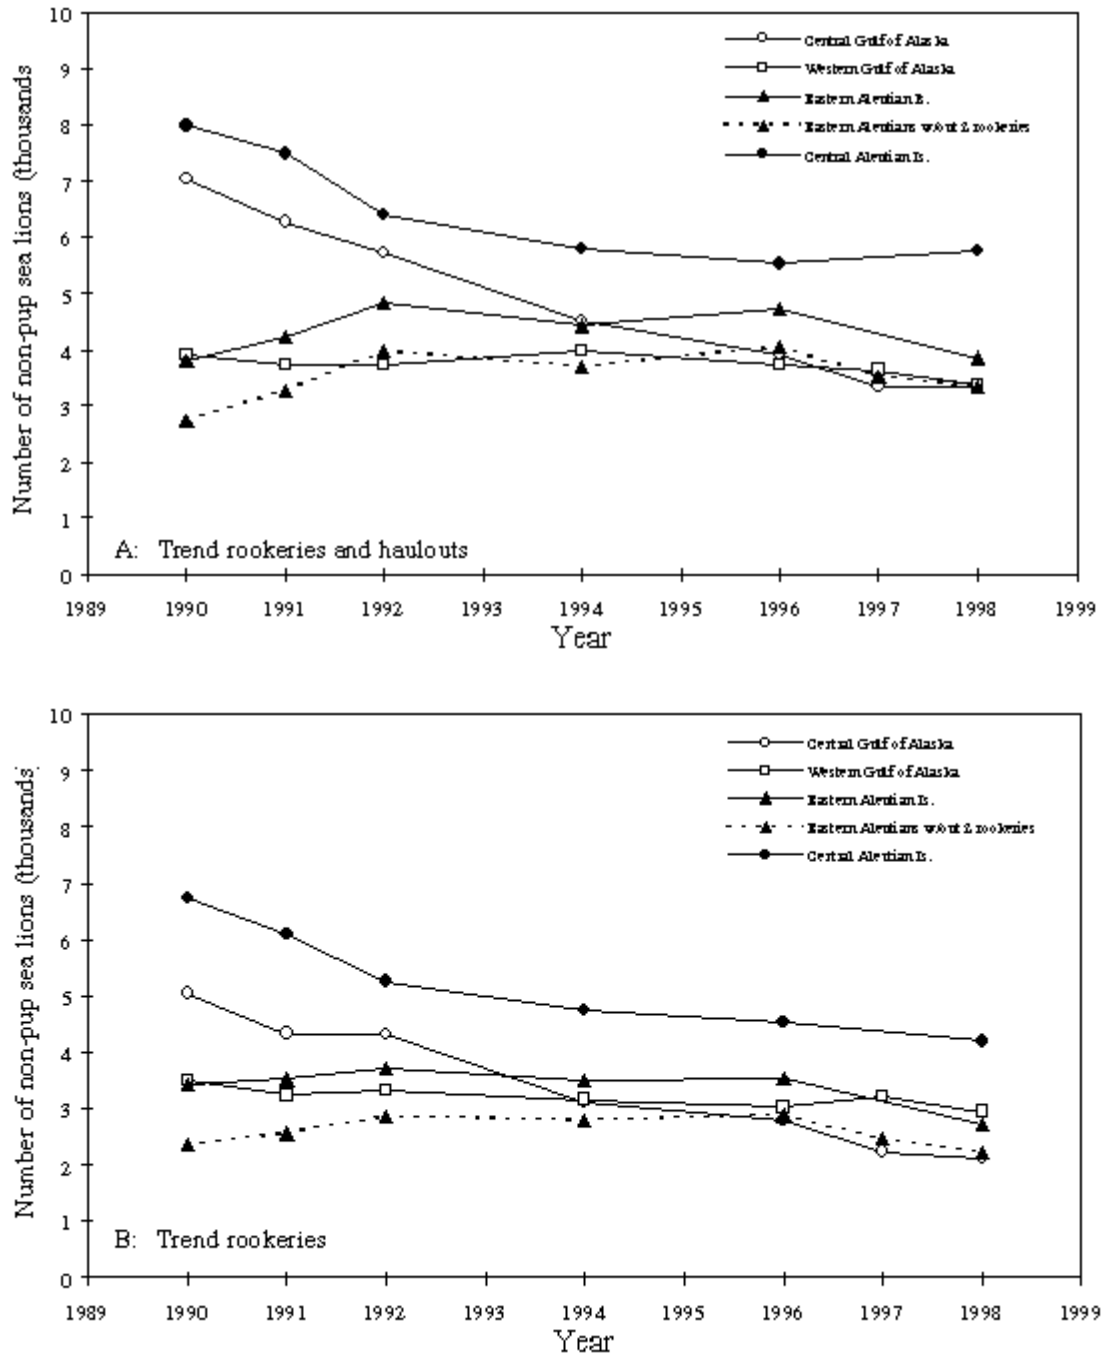 10
9
8
7
6
5
4
3
2
1
0
Number of non-pup sea lions (thousands
Central Gulf of Alaska
Western Gulf of Alaska
Eastern Aleutian Is.
Eastern Aleutians w/out 2 rookeries
Central Aleutian Is.
A: Trend rookeries and haulouts
1989 1990 1991 1992 1993 1994 1995 1996 1997 1998 1999
Year
10
9
8
7
6
5
4
3
2
1
0
Number of non-pup sea lions (thousands)
Central Gulf of Alaska
Western Gulf of Alaska
Eastern Aleutian Is.
Eastern Aleutians w/out 2 rookeries
Central Aleutian Is.
B: Trend rookeries
1989 1990 1991 1992 1993 1994 1995 1996 1997 1998 1999
Year